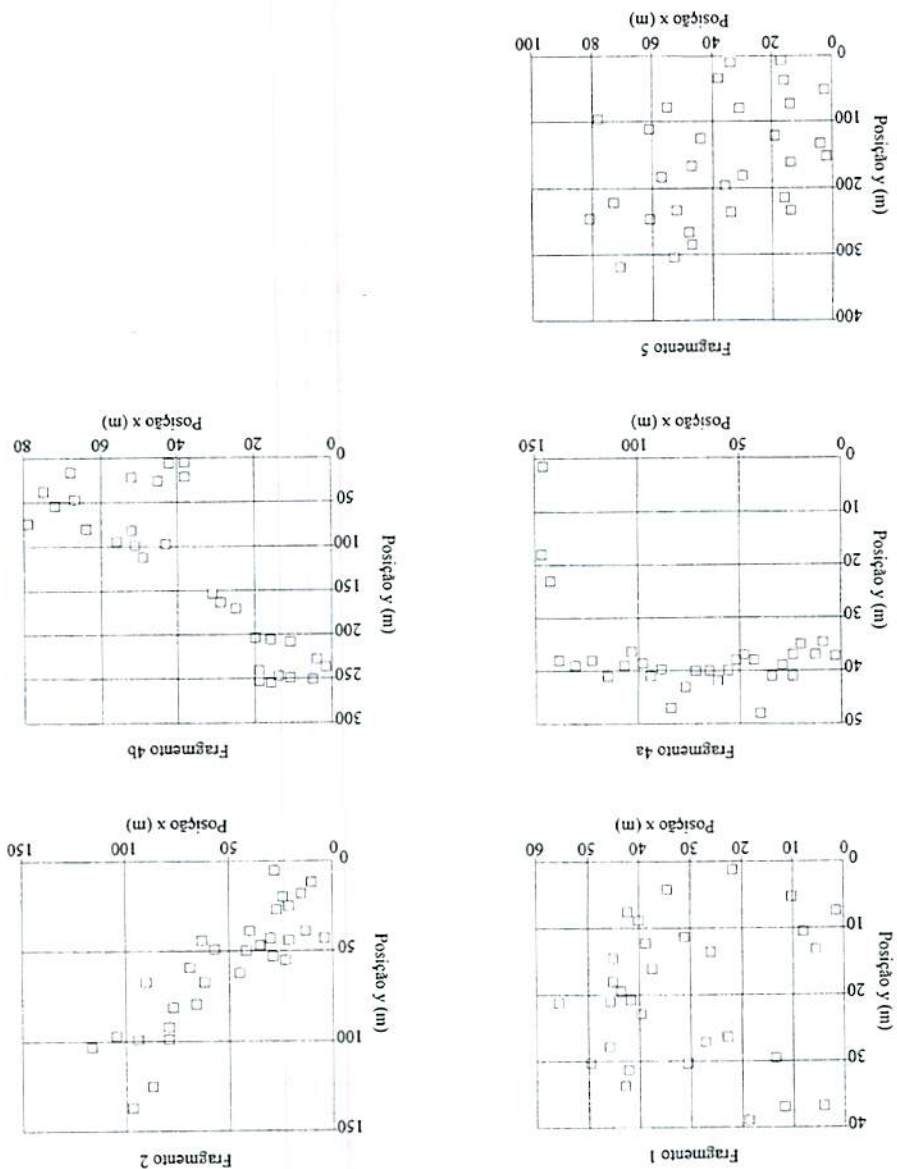 Fragmento 1
Posição y (m)
40
30
20
10
0
0 10 20 30 40 50 60
Posição x (m)
Fragmento 2
Posição y (m)
150
100
50
0
0 50 100 150
Posição x (m)
Fragmento 4a
Posição y (m)
50
40
30
20
10
0
0 50 100 150
Posição x (m)
Fragmento 4b
Posição y (m)
300
250
200
150
100
50
0
0 20 40 60 80
Posição x (m)
Fragmento 5
Posição y (m)
400
300
200
100
0
0 20 40 60 80 100
Posição x (m)